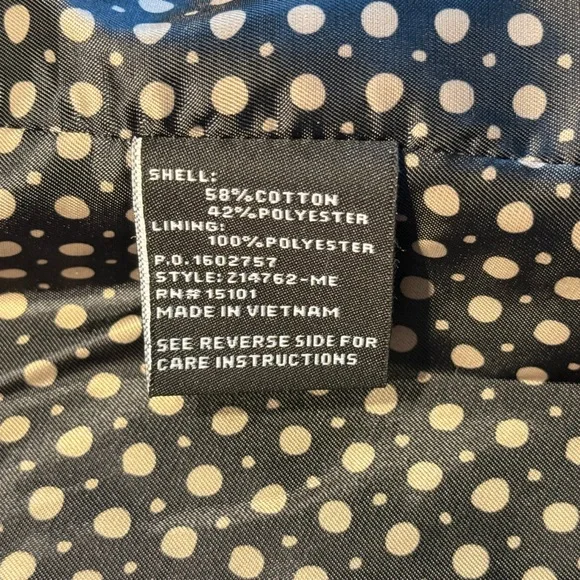 SHELL:
58%COTTON
42%POLYESTER
LINING:
100%POLYESTER
P.O.1602757
STYLE:Z14762-ME
RN#15101
MADE IN VIETNAM
SEE REVERSE SIDE FOR
CARE INSTRUCTIONS